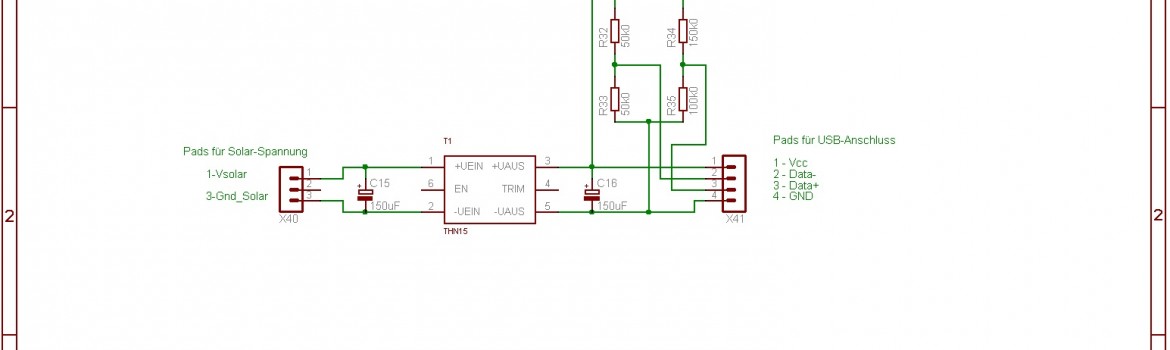 R32
50k0
R34
150k0
R33
50k0
R35
100k0
Pads für Solar-Spannung
1-Vsolar
3-Gnd_Solar
1
2
3
X40
C15
+
150uF
T1
1
+UEIN
+UAUS
3
6
EN
TRIM
4
2
-UEIN
-UAUS
5
THN15
C16
+
150uF
Pads für USB-Anschluss
1
2
3
4
X41
1 - Vcc
2 - Data-
3 - Data+
4 - GND
2
2